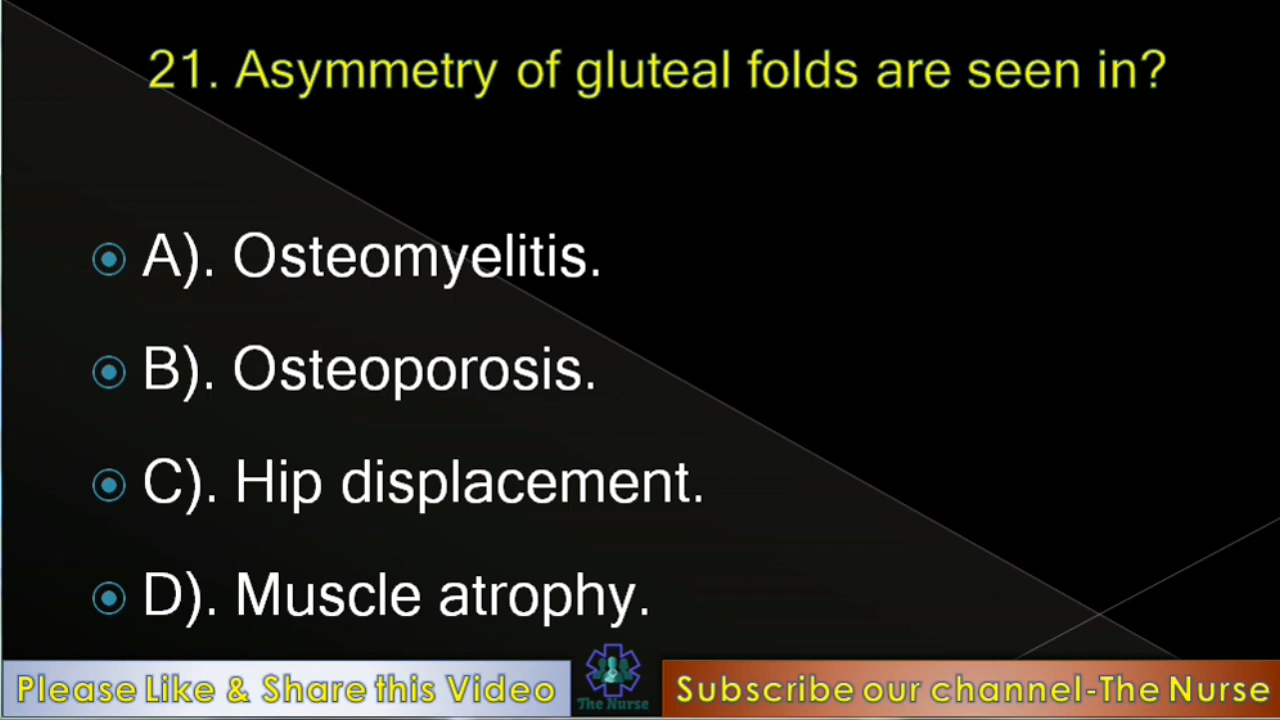 21. Asymmetry of gluteal folds are seen in?
A). Osteomyelitis.
B). Osteoporosis.
C). Hip displacement.
D). Muscle atrophy.
Please Like & Share this Video
The Nurse
Subscribe our channel-The Nurse